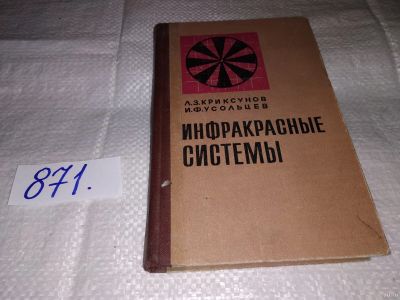 Л.З.КРИКСУНОВ
И.Ф.УСОЛЬЦЕВ
ИНФРАКРАСНЫЕ
СИСТЕМЫ
871.